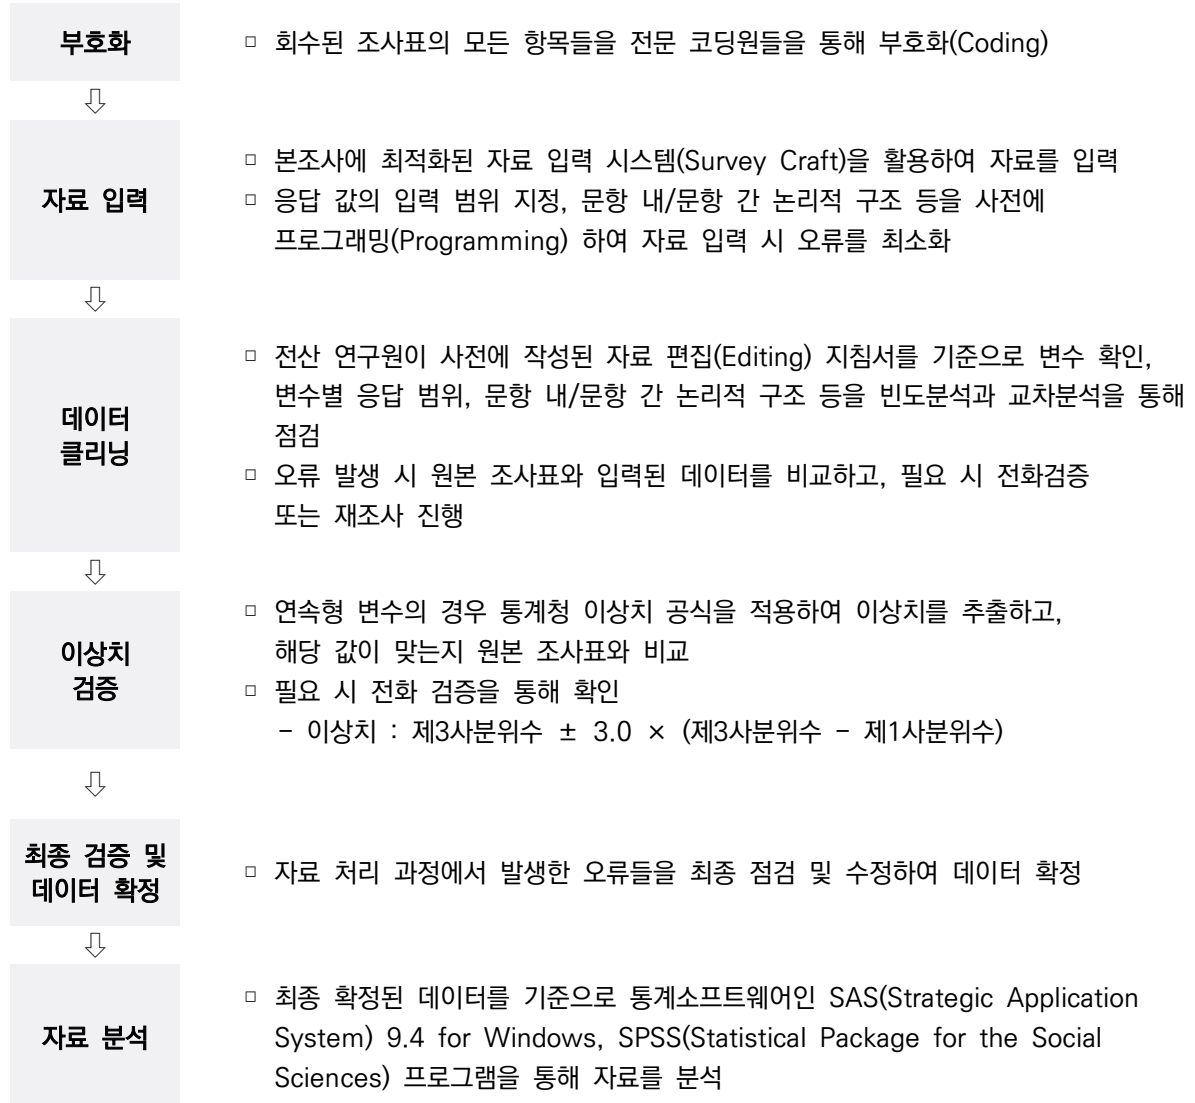 부호화
□ 회수된 조사표의 모든 항목들을 전문 코딩원들을 통해 부호화(Coding)
⇩
자료 입력
□ 본조사에 최적화된 자료 입력 시스템(Survey Craft)을 활용하여 자료를 입력
□ 응답 값의 입력 범위 지정, 문항 내/문항 간 논리적 구조 등을 사전에
프로그래밍(Programming) 하여 자료 입력 시 오류를 최소화
⇩
데이터
클리닝
□ 전산 연구원이 사전에 작성된 자료 편집(Editing) 지침서를 기준으로 변수 확인,
변수별 응답 범위, 문항 내/문항 간 논리적 구조 등을 빈도분석과 교차분석을 통해
점검
□ 오류 발생 시 원본 조사표와 입력된 데이터를 비교하고, 필요 시 전화검증
또는 재조사 진행
⇩
이상치
검증
□ 연속형 변수의 경우 통계청 이상치 공식을 적용하여 이상치를 추출하고,
해당 값이 맞는지 원본 조사표와 비교
□ 필요 시 전화 검증을 통해 확인
- 이상치 : 제3사분위수 ± 3.0 × (제3사분위수 - 제1사분위수)
⇩
최종 검증 및
데이터 확정
□ 자료 처리 과정에서 발생한 오류들을 최종 점검 및 수정하여 데이터 확정
⇩
자료 분석
□ 최종 확정된 데이터를 기준으로 통계소프트웨어인 SAS(Strategic Application
System) 9.4 for Windows, SPSS(Statistical Package for the Social
Sciences) 프로그램을 통해 자료를 분석